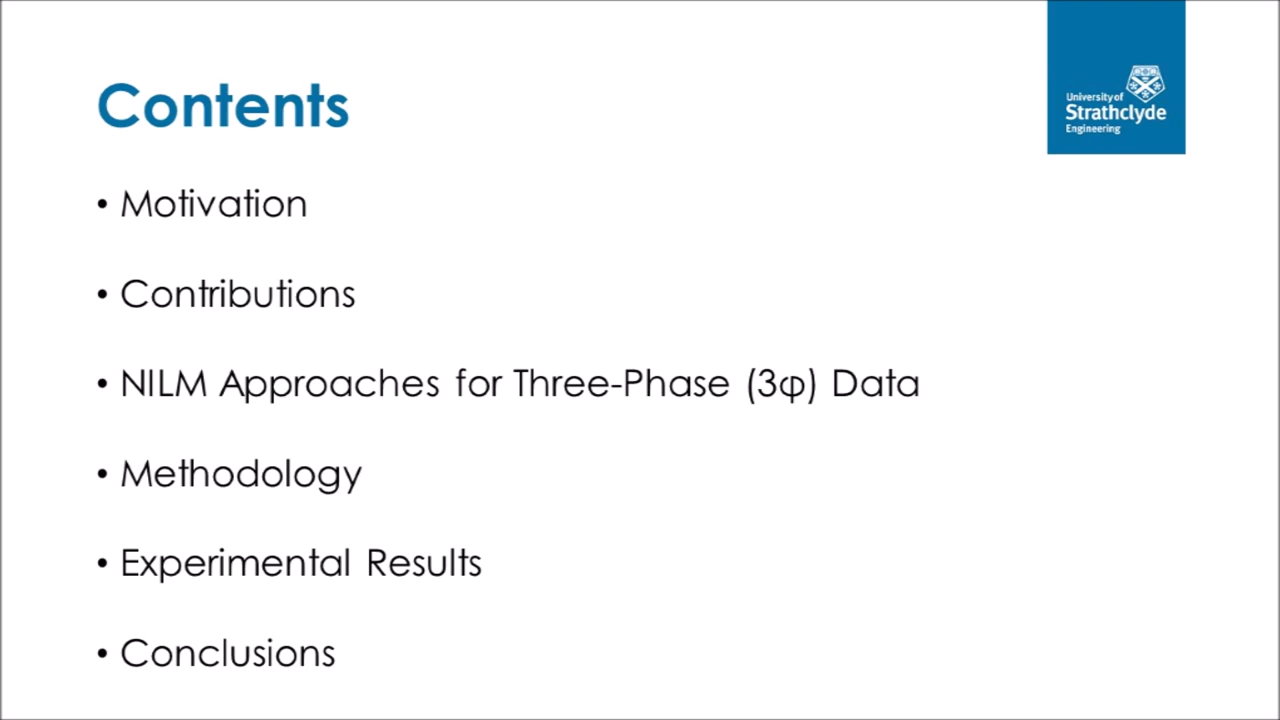 Contents
University of
Strathclyde
Engineering
• Motivation
• Contributions
• NILM Approaches for Three-Phase (3φ) Data
• Methodology
• Experimental Results
• Conclusions